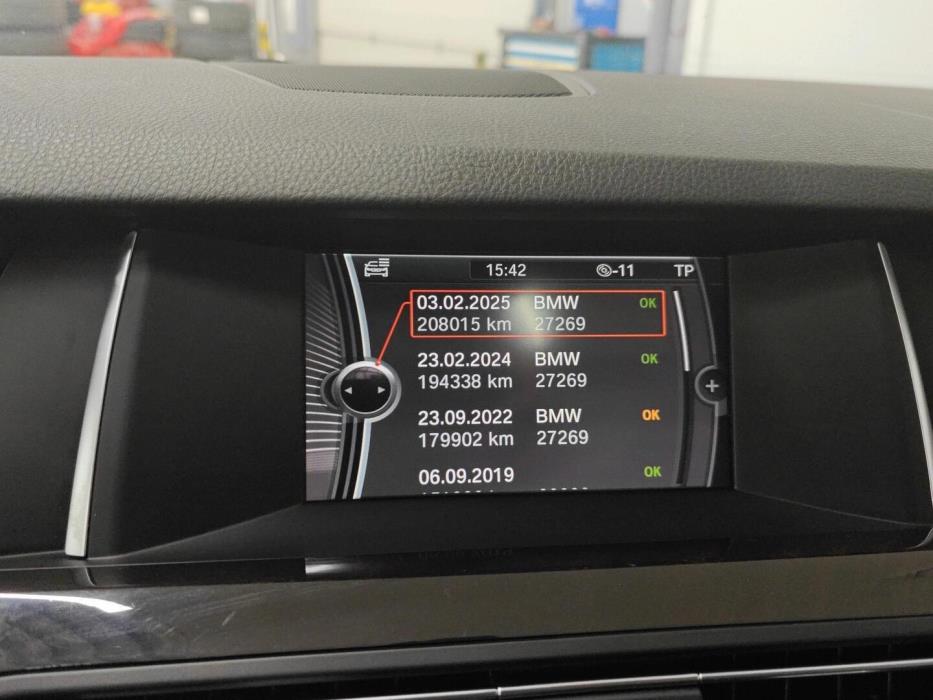 15:42 -11 TP
03.02.2025 BMW OK
208015 km 27269
23.02.2024 BMW OK
194338 km 27269
23.09.2022 BMW OK
179902 km 27269
06.09.2019 OK